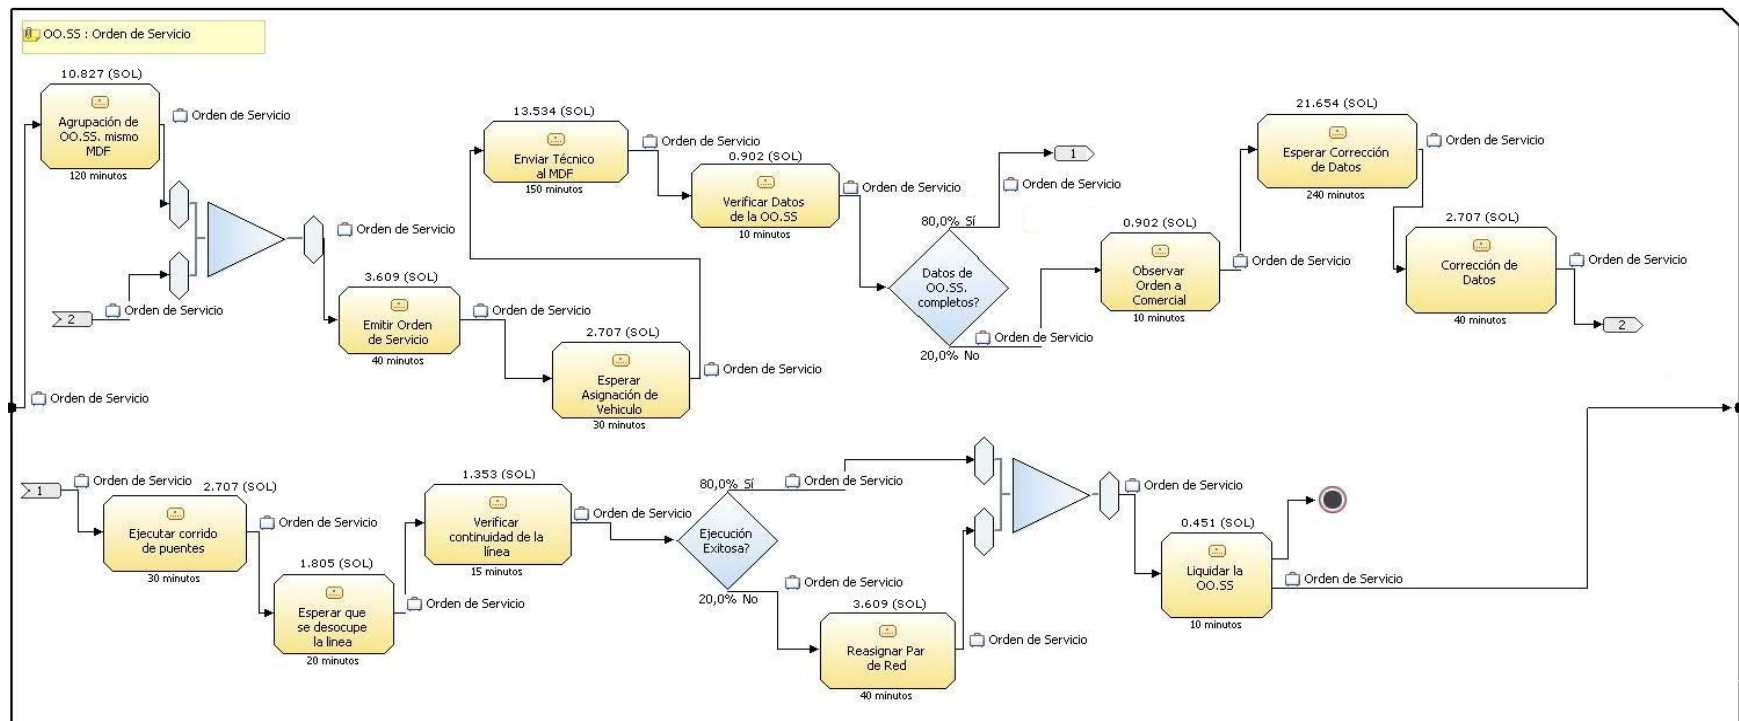 OO.SS : Orden de Servicio
10.827 (SOL)
Agrupación de
OO.SS. mismo
MDF
120 minutos
Orden de Servicio
Orden de Servicio
2
Orden de Servicio
Orden de Servicio
3.609 (SOL)
Emitir Orden
de Servicio
40 minutos
Orden de Servicio
2.707 (SOL)
Esperar
Asignación de
Vehiculo
30 minutos
Orden de Servicio
13.534 (SOL)
Enviar Técnico
al MDF
150 minutos
Orden de Servicio
0.902 (SOL)
Verificar Datos
de la OO.SS
10 minutos
Orden de Servicio
80,0% Sí
Datos de
OO.SS.
completos?
20,0% No
1
Orden de Servicio
Orden de Servicio
0.902 (SOL)
Observar
Orden a
Comercial
10 minutos
Orden de Servicio
21.654 (SOL)
Esperar Corrección
de Datos
240 minutos
Orden de Servicio
2.707 (SOL)
Corrección de
Datos
40 minutos
Orden de Servicio
2
1
Orden de Servicio
2.707 (SOL)
Ejecutar corrido
de puentes
30 minutos
Orden de Servicio
1.805 (SOL)
Esperar que
se desocupe
la linea
20 minutos
Orden de Servicio
1.353 (SOL)
Verificar
continuidad de la
línea
15 minutos
Orden de Servicio
80,0% Sí
Ejecución
Exitosa?
20,0% No
Orden de Servicio
Orden de Servicio
3.609 (SOL)
Reasignar Par
de Red
40 minutos
Orden de Servicio
Orden de Servicio
0.451 (SOL)
Liquidar la
OO.SS
10 minutos
Orden de Servicio